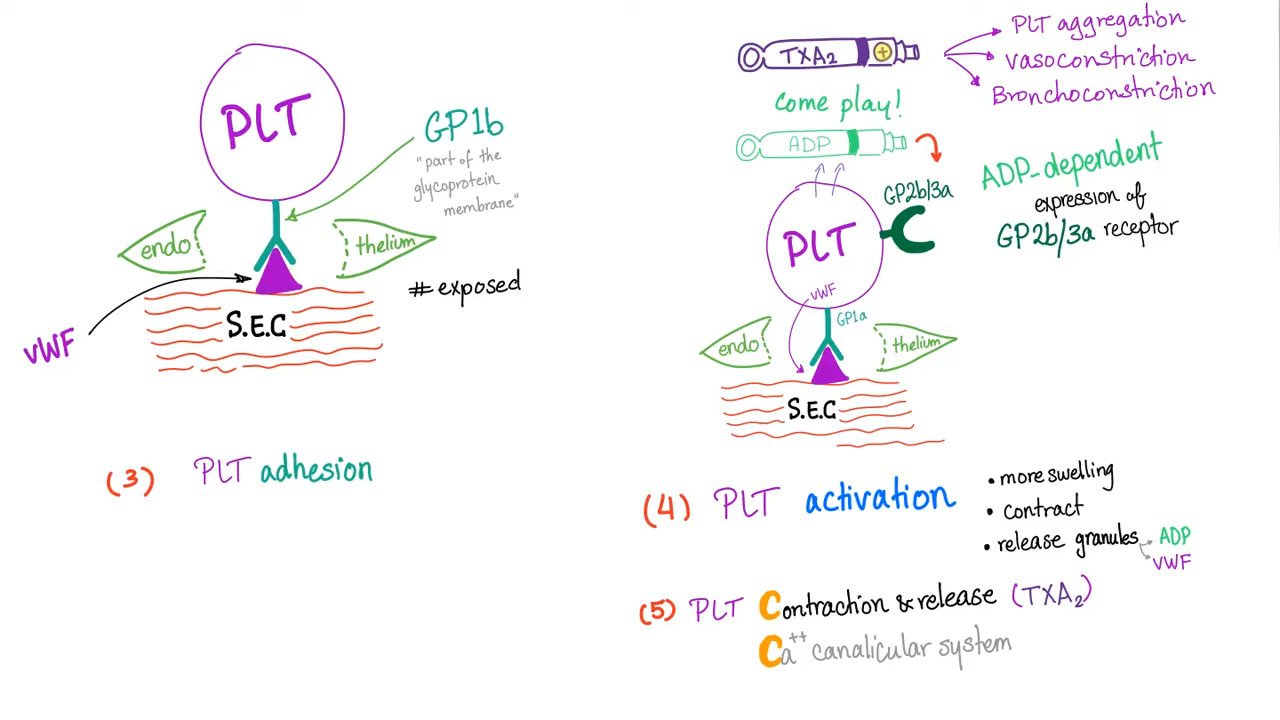 PLT
GP1b
"part of the
glycoprotein
membrane"
endo
thelium
# exposed
S.E.C
vWF
(3) PLT adhesion
TXA2 +
PLT aggregation
vasoconstriction
Bronchoconstriction
come play!
ADP
GP2b/3a
ADP-dependent
expression of
GP2b/3a receptor
PLT
vWF
GP1a
endo
thelium
S.E.C
(4) PLT activation
• more swelling
• contract
• release granules
ADP
vWF
(5) PLT Contraction & release (TXA2)
Ca++ canalicular system